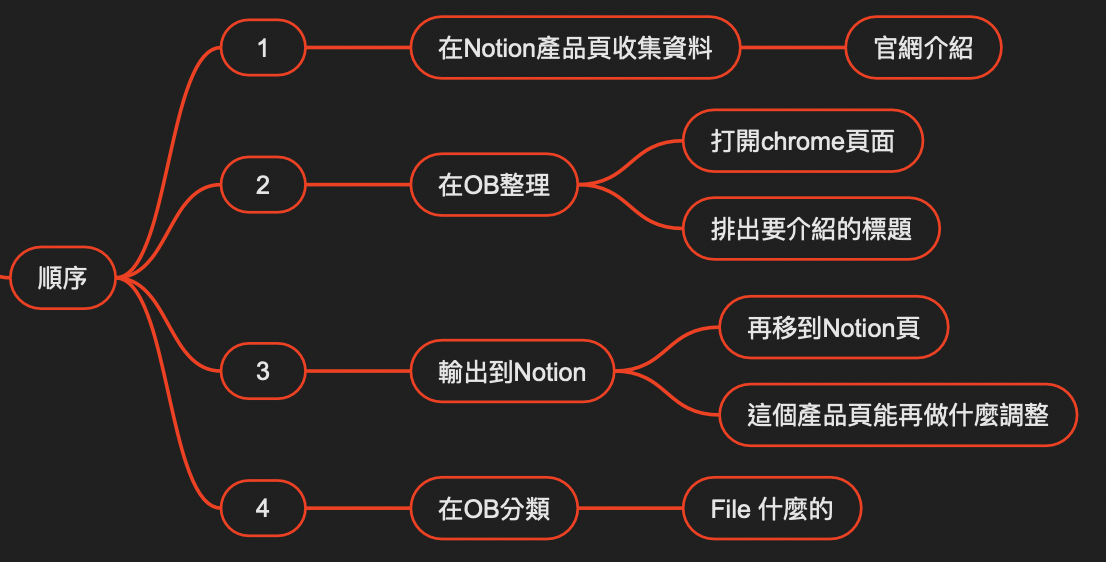 順序
1
在Notion產品頁收集資料
官網介紹
2
在OB整理
打開chrome頁面
排出要介紹的標題
3
輸出到Notion
再移到Notion頁
這個產品頁能再做什麼調整
4
在OB分類
File 什麼的